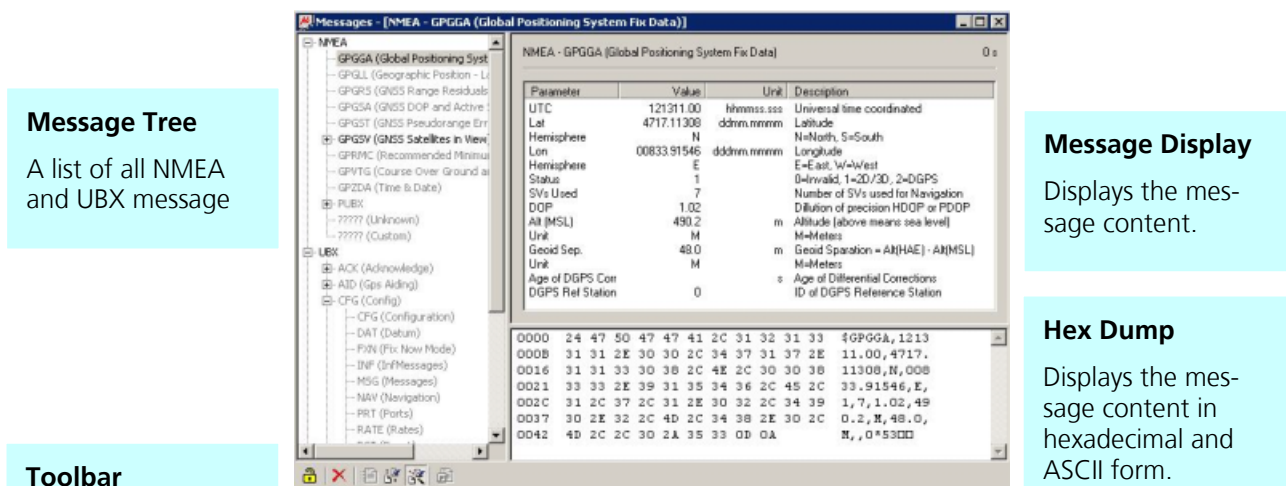 Messages - [NMEA - GPGGA (Global Positioning System Fix Data)]
Message Tree
A list of all NMEA
and UBX message
Toolbar
NMEA
GPGGA (Global Positioning Syst
GPGLL (Geographic Position - La
GPGRS (GNSS Range Residuals
GPGSA (GNSS DOP and Active S
GPGST (GNSS Pseudorange Err
GPGSV (GNSS Satellites in View)
GPRMC (Recommended Minimu
GPVTG (Course Over Ground a
GPZDA (Time & Date)
PUBX
????? (Unknown)
????? (Custom)
UBX
ACK (Acknowledge)
AID (Gps Aiding)
CFG (Config)
CFG (Configuration)
DAT (Datum)
FXN (Fix Now Mode)
INF (InfMessages)
MSG (Messages)
NAV (Navigation)
PRT (Ports)
RATE (Rates)
NMEA - GPGGA (Global Positioning System Fix Data) 0 s
Parameter Value Unit Description
UTC 121311.00 hhmmss.sss Universal time coordinated
Lat 4717.11308 ddmm.mmmm Latitude
Hemisphere N N=North, S=South
Lon 00833.91546 dddmm.mmmm Longitude
Hemisphere E E=East, W=West
Status 1 0=Invalid, 1=2D/3D, 2=DGPS
SVs Used 7 Number of SVs used for Navigation
DOP 1.02 Dillution of precision HDOP or PDOP
Alt (MSL) 490.2 m Altitude (above means sea level)
Unit M M=Meters
Geoid Sep. 48.0 m Geoid Sparation = Alt(HAE) - Alt(MSL)
Unit M M=Meters
Age of DGPS Corr s Age of Differential Corrections
DGPS Ref Station 0 ID of DGPS Reference Station
0000 24 47 50 47 47 41 2C 31 32 31 33 $GPGGA,1213
000B 31 31 2E 30 30 2C 34 37 31 37 2E 11.00,4717.
0016 31 31 33 30 38 2C 4E 2C 30 30 38 11308,N,008
0021 33 33 2E 39 31 35 34 36 2C 45 2C 33.91546,E,
002C 31 2C 37 2C 31 2E 30 32 2C 34 39 1,7,1.02,49
0037 30 2E 32 2C 4D 2C 34 38 2E 30 2C 0.2,M,48.0,
0042 4D 2C 2C 30 2A 35 33 0D 0A M,,0*53□□
Message Display
Displays the mes-
sage content.
Hex Dump
Displays the mes-
sage content in
hexadecimal and
ASCII form.